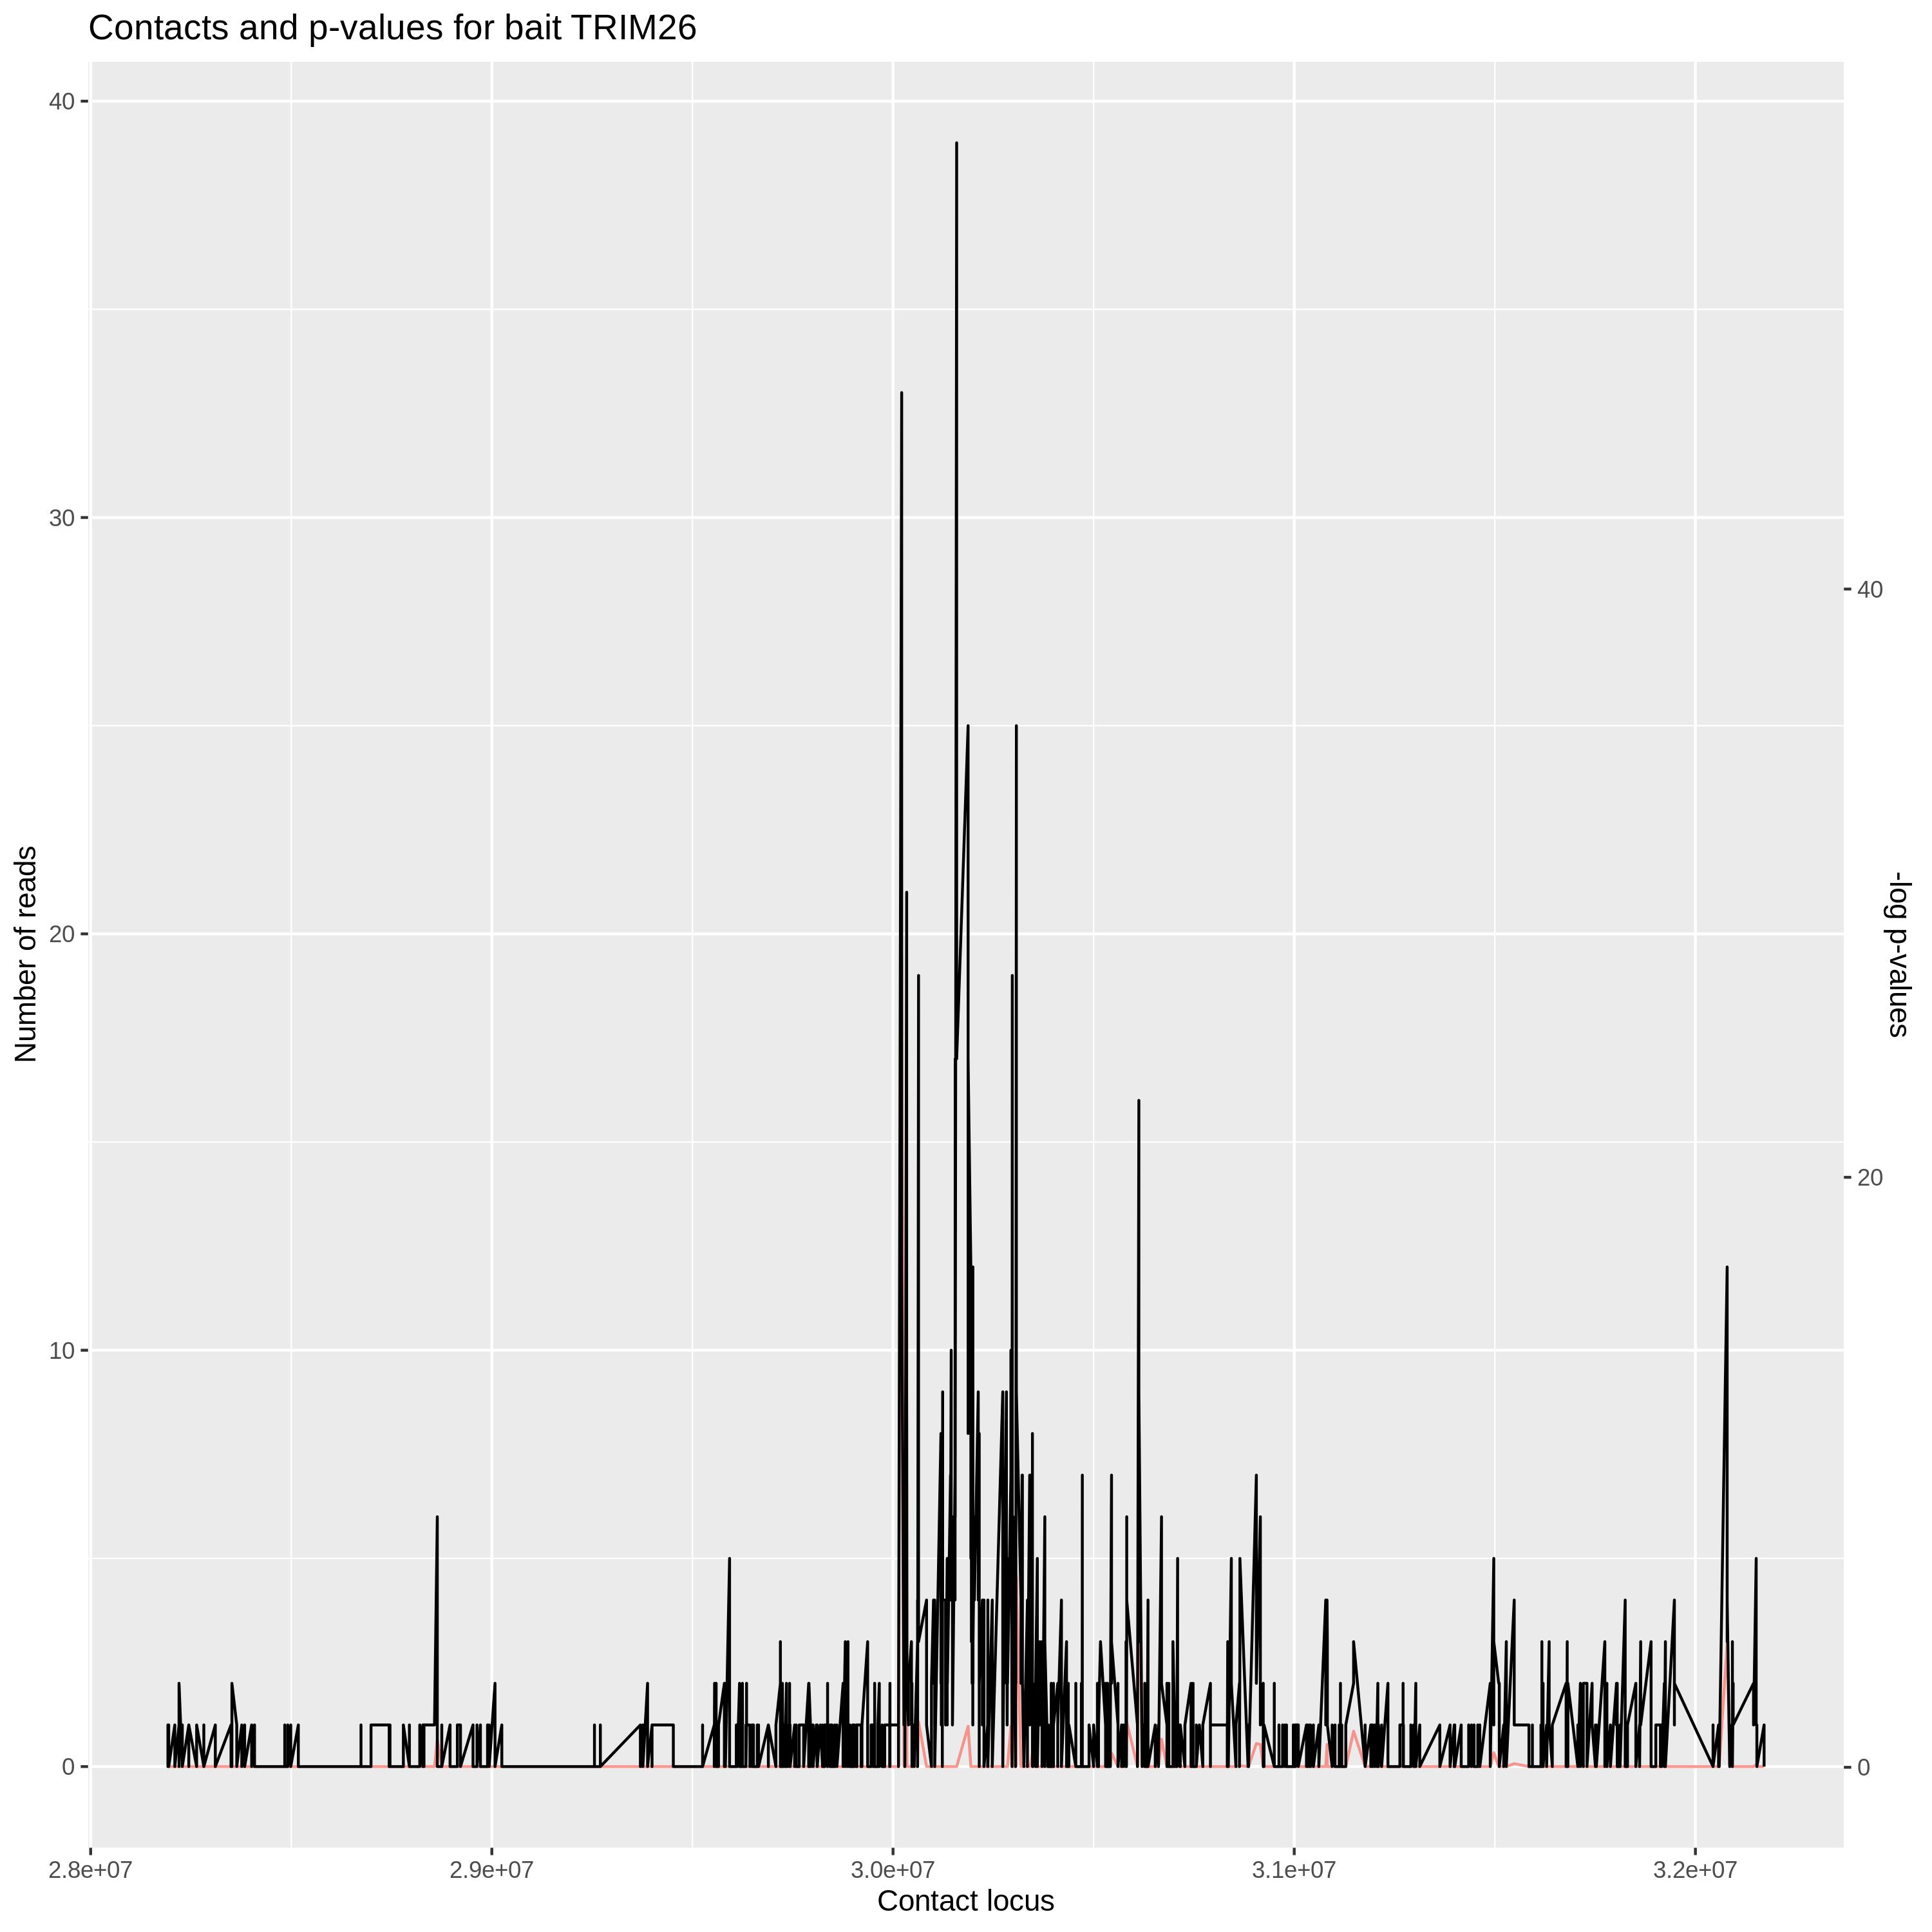 Contacts and p-values for bait TRIM26
40
30
20
10
0
Number of reads
40
20
0
-log p-values
2.8e+07
2.9e+07
3.0e+07
3.1e+07
3.2e+07
Contact locus